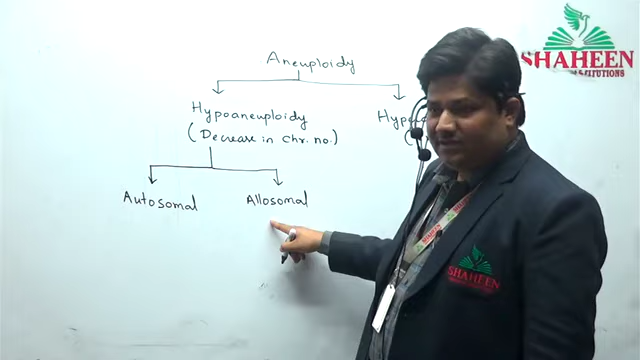 Aneuploidy
Hypoaneuploidy
(Decrease in chr. no.)
Autosomal
Allosomal
SHAHEEN
SHAHEEN